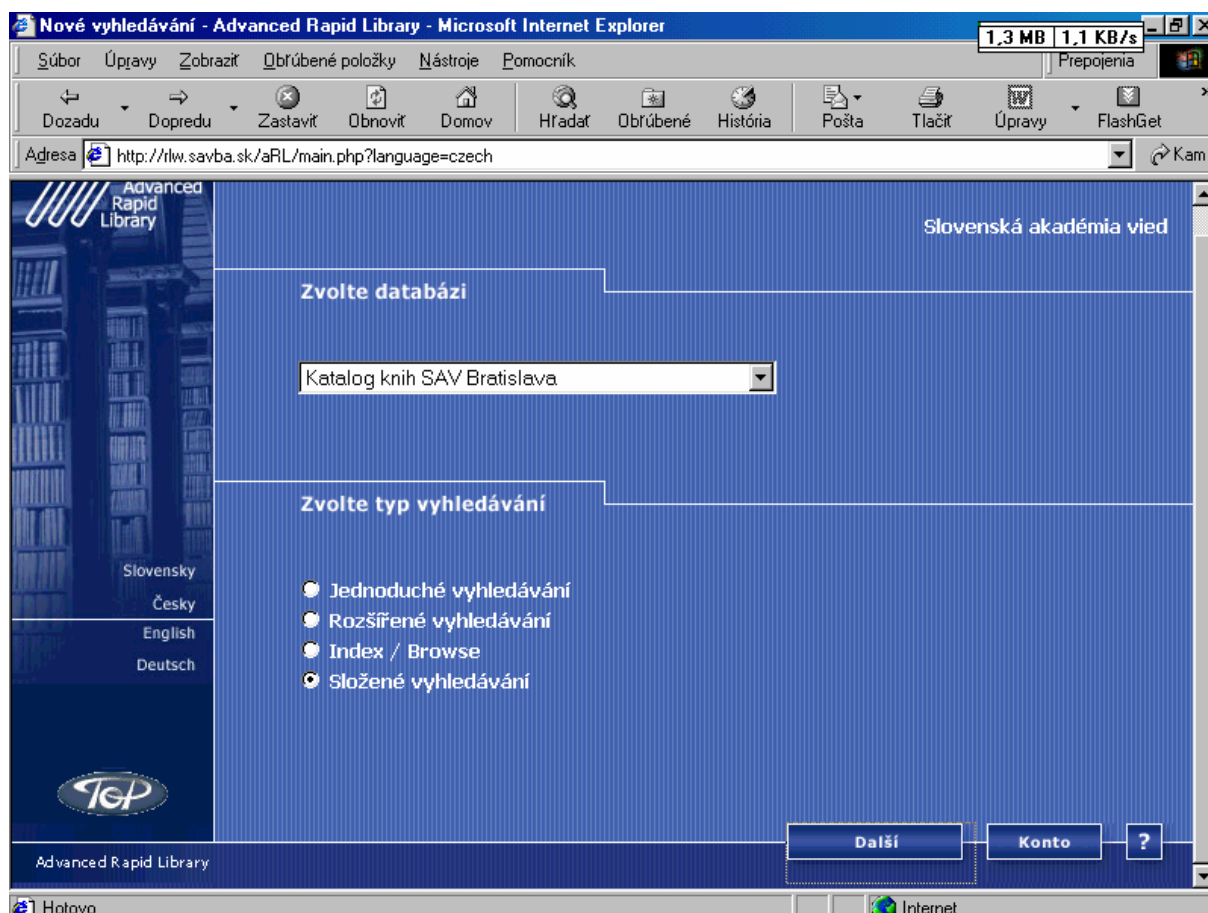 Nové vyhledávání - Advanced Rapid Library - Microsoft Internet Explorer
1,3 MB 1,1 KB/s
Súbor Úpravy Zobraziť Obľúbené položky Nástroje Pomocník Prepojenia
Dozadu Dopredu Zastaviť Obnoviť Domov Hľadať Obľúbené História Pošta Tlačiť Úpravy FlashGet
Adresa http://rlw.savba.sk/aRL/main.php?language=czech Kam
Advanced
Rapid
Library
Slovenská akadémia vied
Zvolte databázi
Katalog knih SAV Bratislava
Zvolte typ vyhledávání
Slovensky
Česky
English
Deutsch
Jednoduché vyhledávání
Rozšířené vyhledávání
Index / Browse
Složené vyhledávání
ToP
Další Konto ?
Advanced Rapid Library
Hotovo Internet